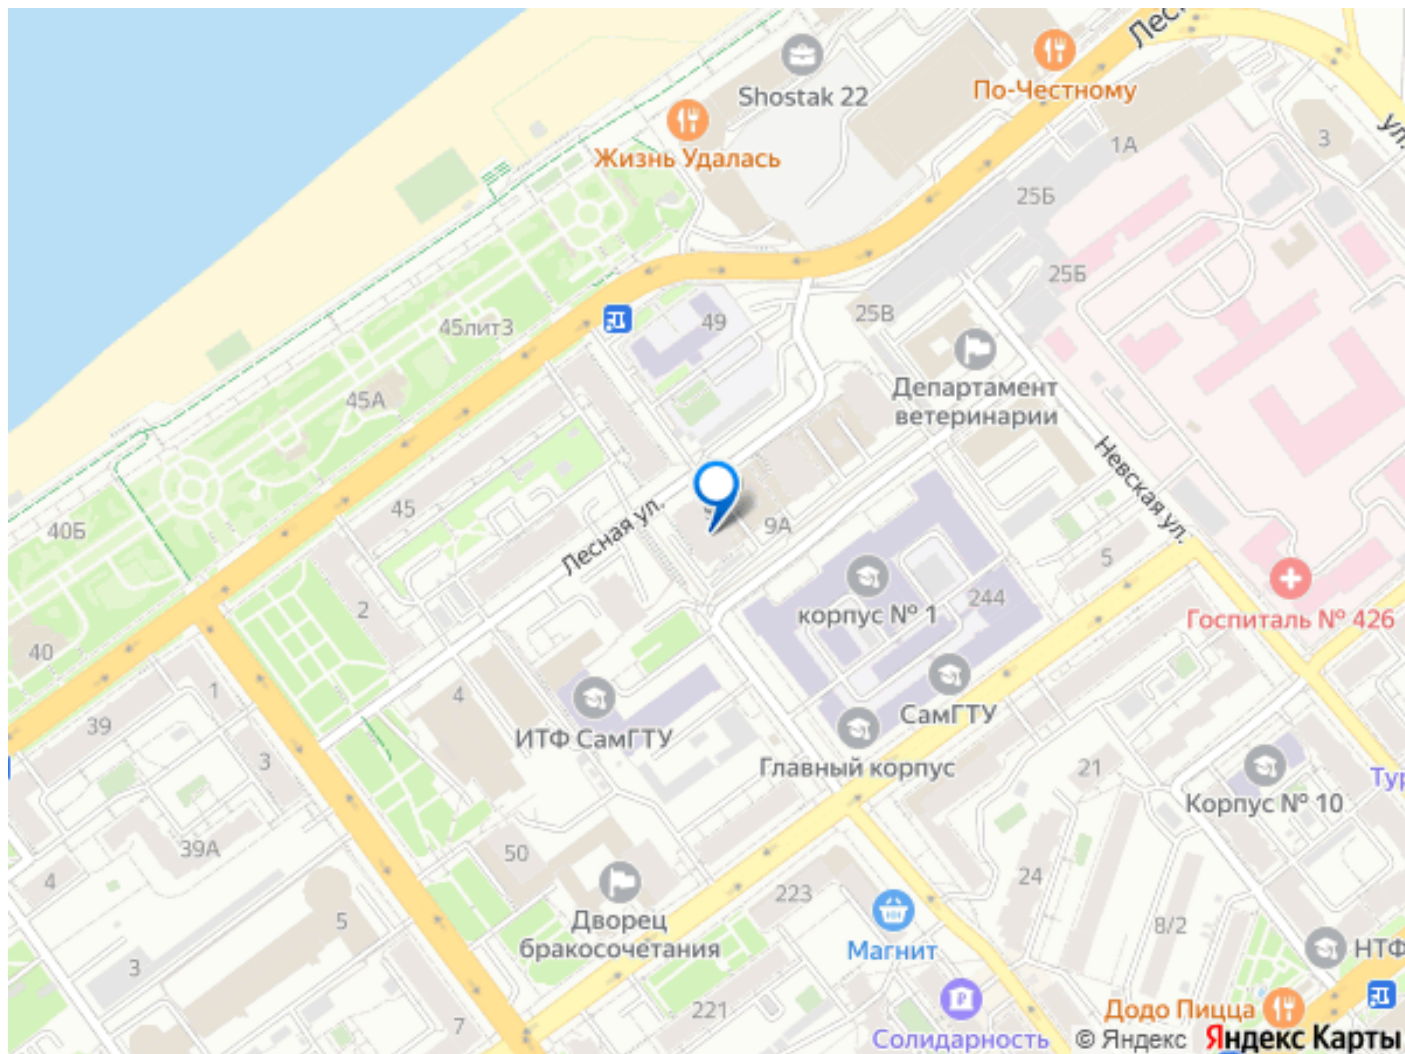 Лес
Shostak 22
По-Честному
ул.
Жизнь Удалась
1А
3
25Б
25Б
45лит3
49
25В
Департамент
ветеринарии
45А
Невская ул.
40Б
45
Лесная ул.
9А
корпус № 1
244
5
Госпиталь № 426
2
40
1
4
ИТФ СамГТУ
СамГТУ
39
3
Главный корпус
21
Корпус № 10
Тур
39А
50
4
24
5
Дворец
бракосочетания
223
Магнит
8/2
НТФ
3
7
221
Додо Пицца
Солидарность
© Яндекс Яндекс Карты